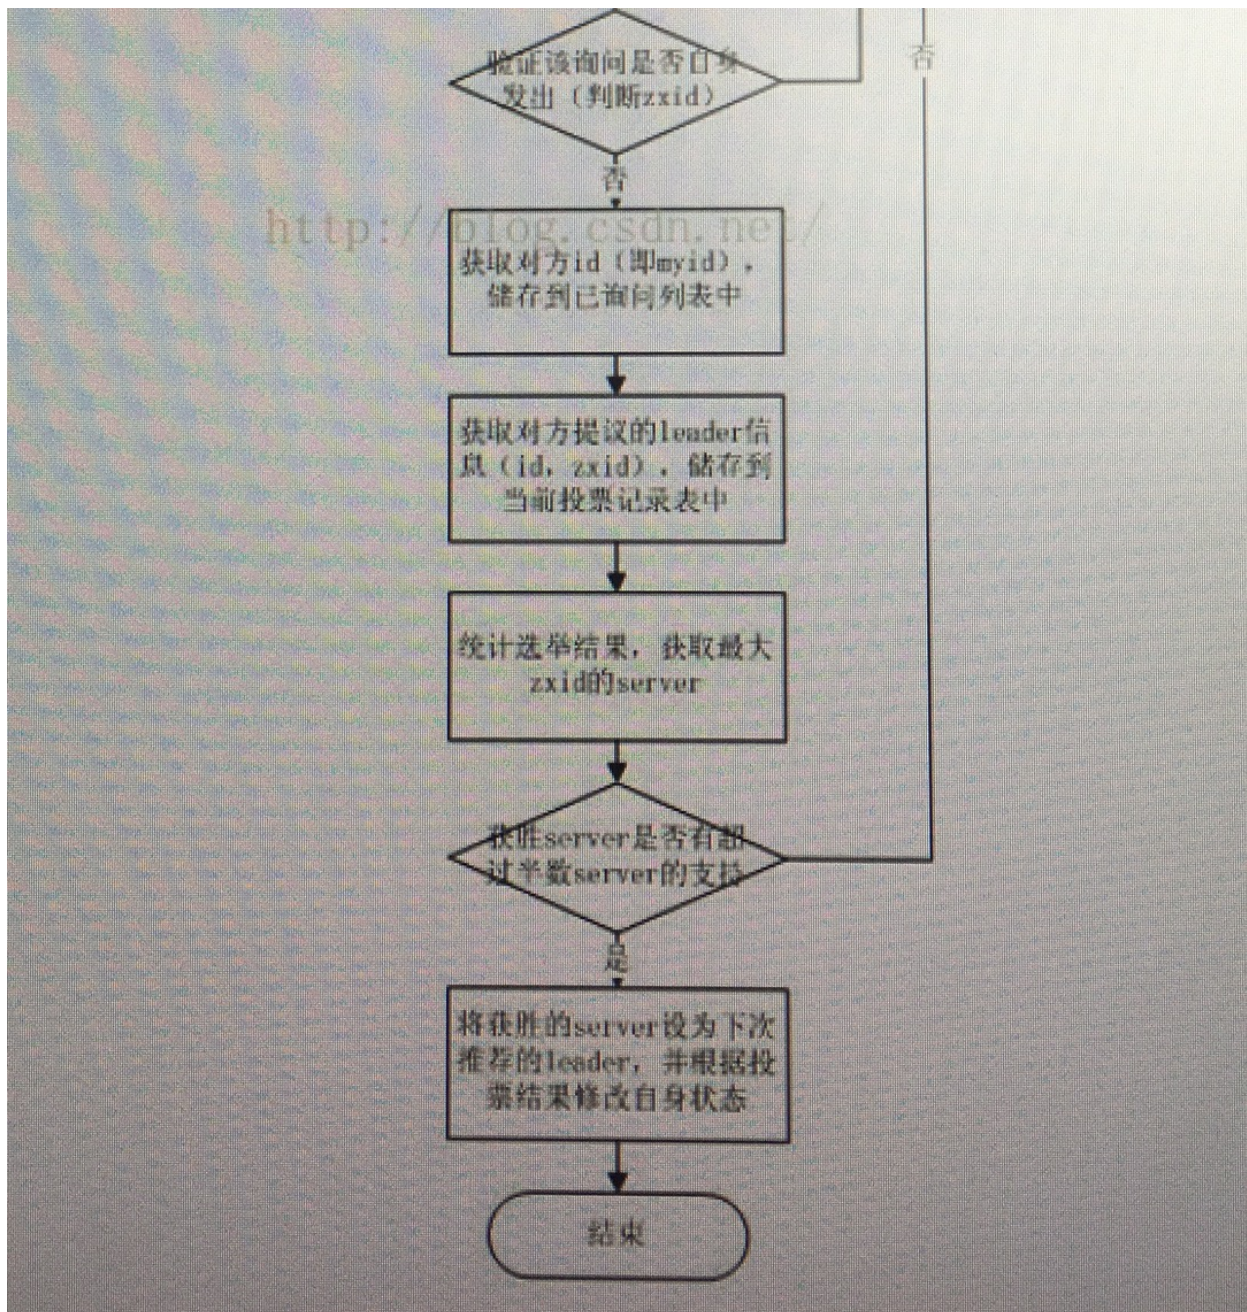 验证该询问是否自身
发出（判断zxid）
否
否
http://blog.csdn.net/
获取对方id（即myid），
储存到已询问列表中
获取对方提议的leader信
息（id，zxid），储存到
当前投票记录表中
统计选举结果，获取最大
zxid的server
获胜server是否有超
过半数server的支持
是
将获胜的server设为下次
推荐的leader，并根据投
票结果修改自身状态
结束